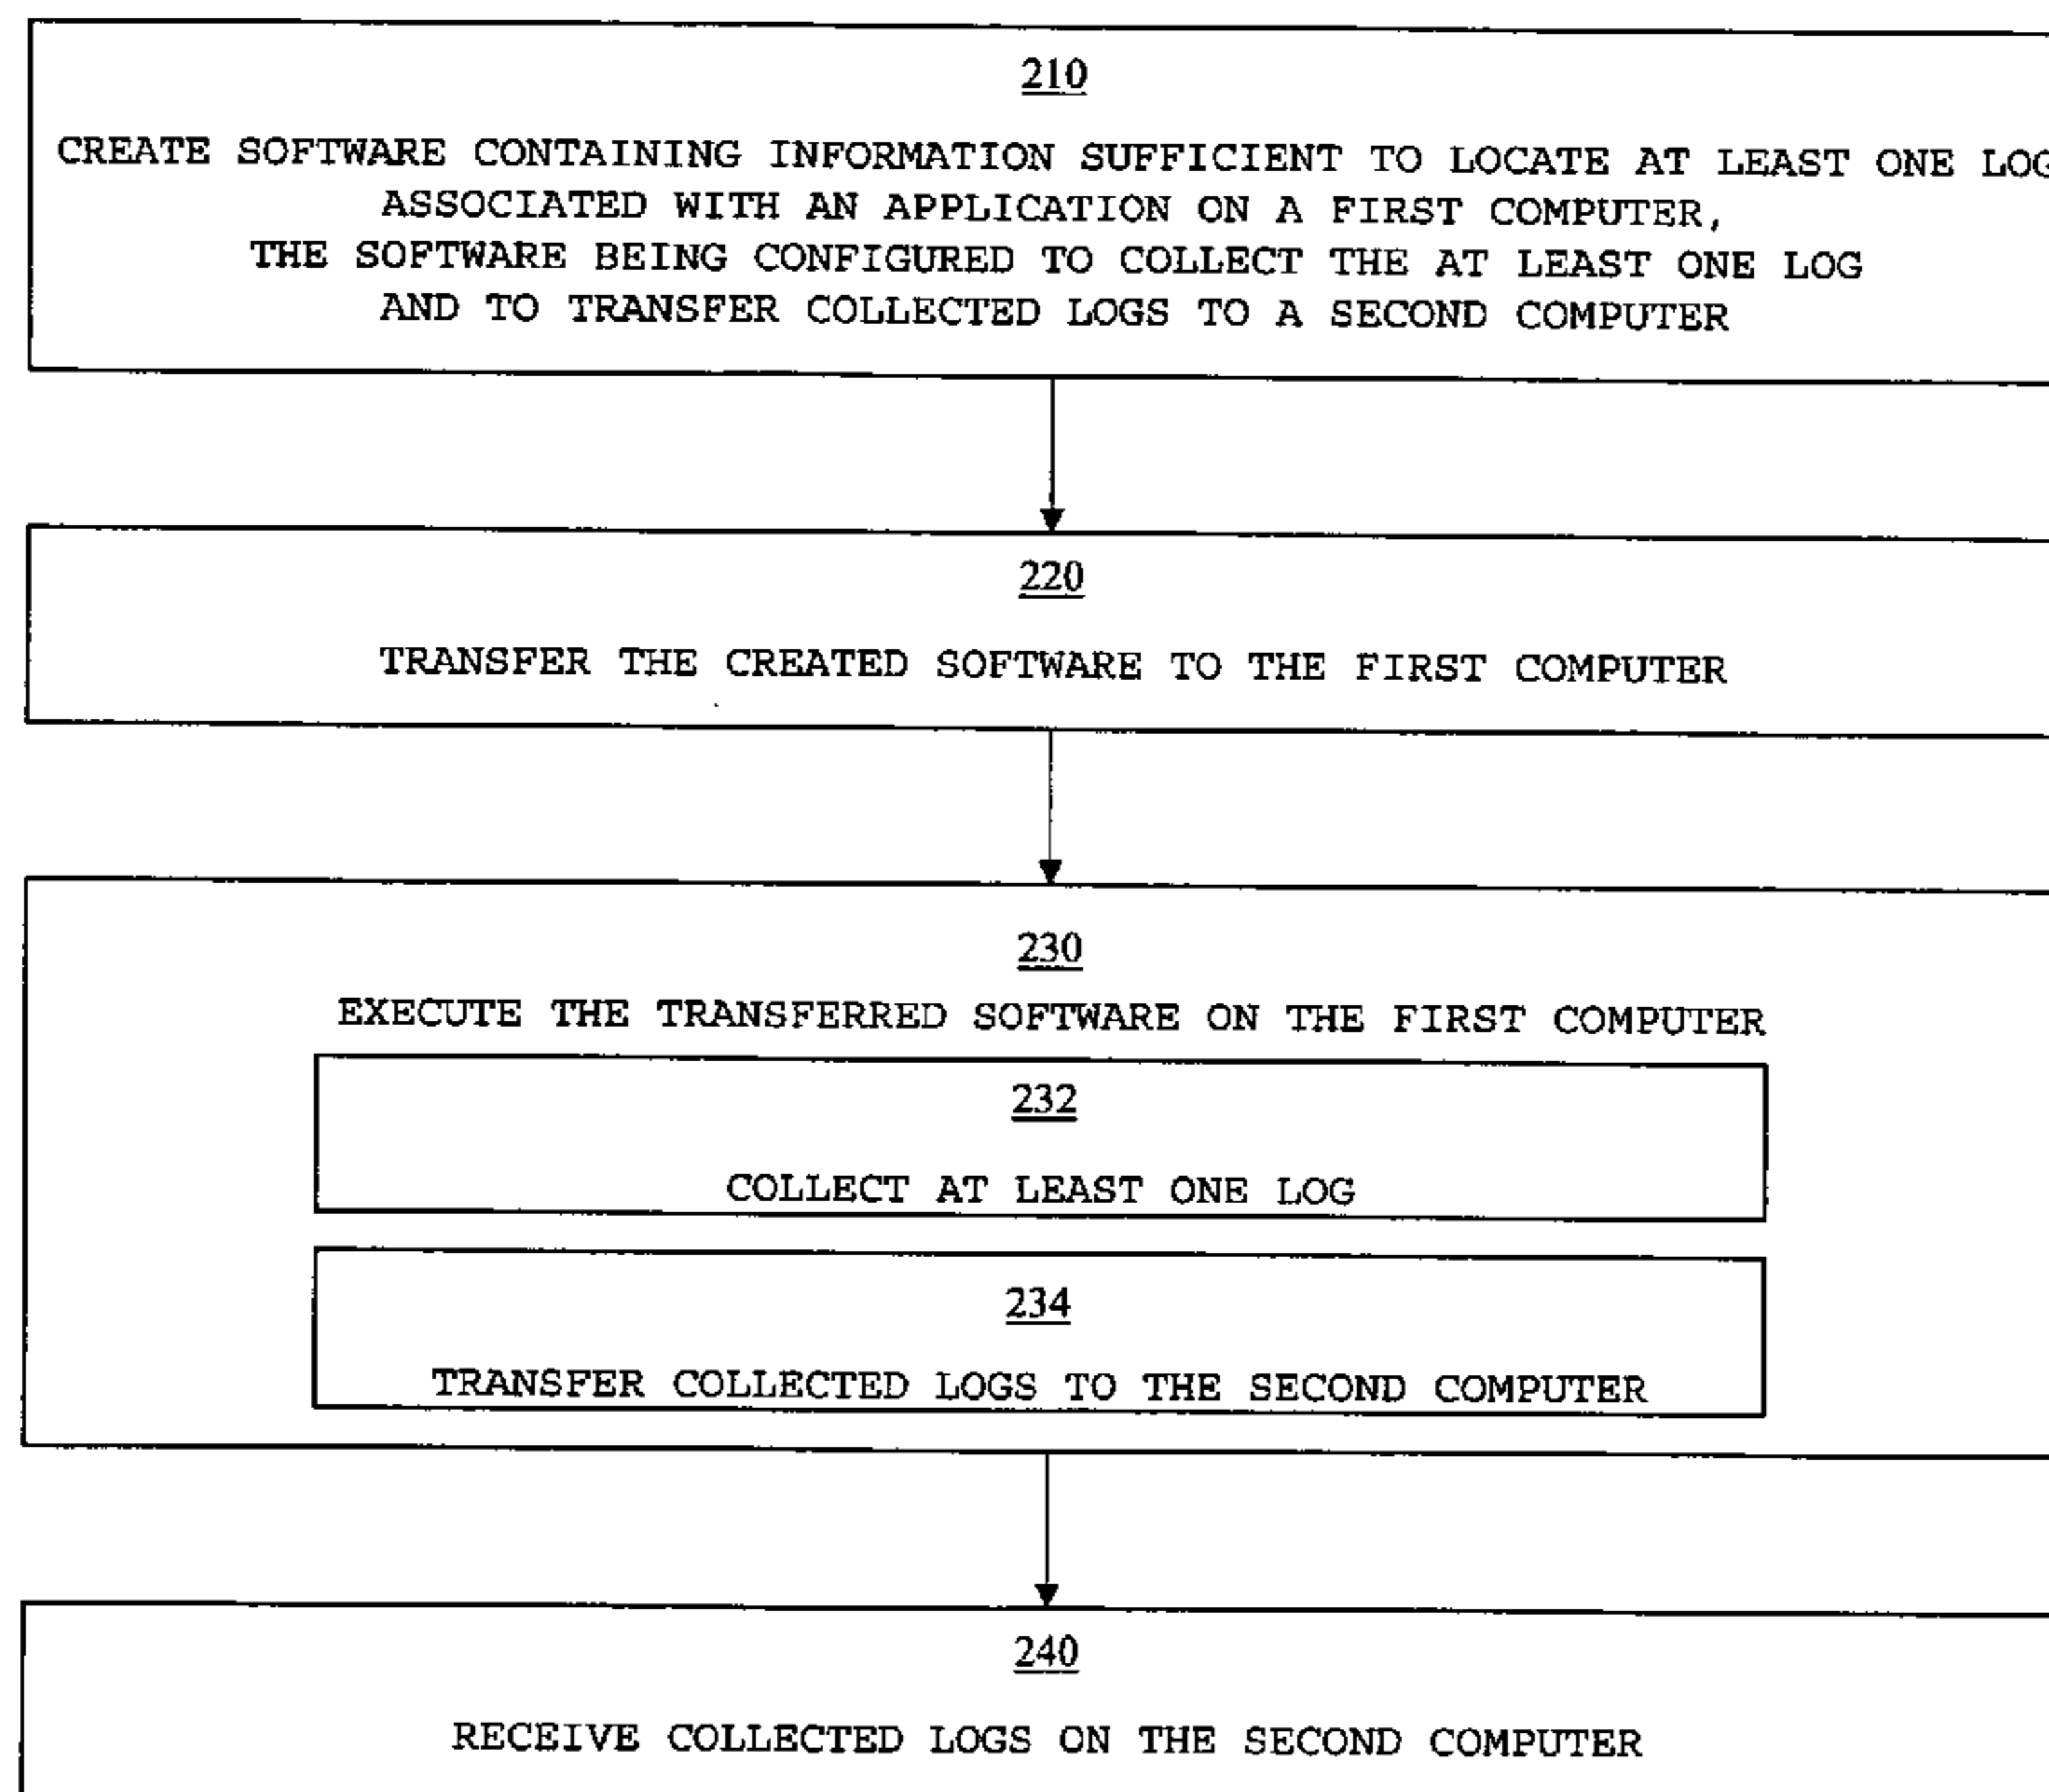 210
CREATE SOFTWARE CONTAINING INFORMATION SUFFICIENT TO LOCATE AT LEAST ONE LOG
ASSOCIATED WITH AN APPLICATION ON A FIRST COMPUTER,
THE SOFTWARE BEING CONFIGURED TO COLLECT THE AT LEAST ONE LOG
AND TO TRANSFER COLLECTED LOGS TO A SECOND COMPUTER
220
TRANSFER THE CREATED SOFTWARE TO THE FIRST COMPUTER
230
EXECUTE THE TRANSFERRED SOFTWARE ON THE FIRST COMPUTER
232
COLLECT AT LEAST ONE LOG
234
TRANSFER COLLECTED LOGS TO THE SECOND COMPUTER
240
RECEIVE COLLECTED LOGS ON THE SECOND COMPUTER